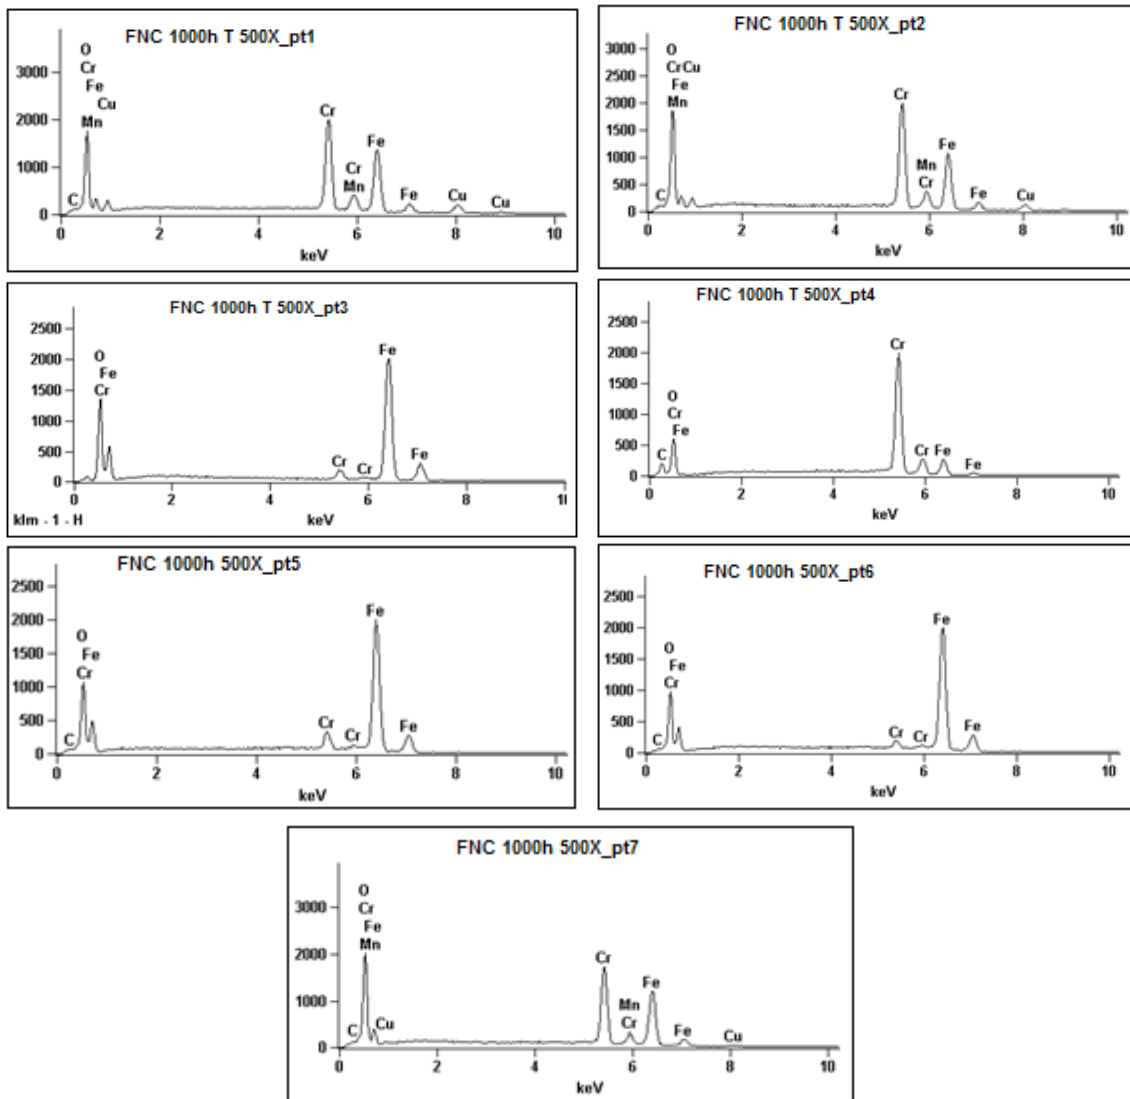 FNC 1000h T 500X_pt1
O
Cr
Fe
Cu
Mn
C
Cr
Cr
Mn
Fe
Fe
Cu
Cu
3000
2000
1000
0
0 2 4 6 8 10
keV
FNC 1000h T 500X_pt2
O
CrCu
Fe
Mn
C
Cr
Mn
Cr
Fe
Fe
Cu
3000
2500
2000
1500
1000
500
0
0 2 4 6 8 10
keV
FNC 1000h T 500X_pt3
O
Fe
Cr
Cr
Cr
Fe
Fe
2500
2000
1500
1000
500
0
0 2 4 6 8 10
klm - 1 - H
keV
FNC 1000h T 500X_pt4
O
Cr
Fe
C
Cr
Cr
Fe
Fe
2500
2000
1500
1000
500
0
0 2 4 6 8 10
keV
FNC 1000h 500X_pt5
O
Fe
Cr
C
Cr
Cr
Fe
Fe
2500
2000
1500
1000
500
0
0 2 4 6 8 10
keV
FNC 1000h 500X_pt6
O
Fe
Cr
C
Cr
Cr
Fe
Fe
2500
2000
1500
1000
500
0
0 2 4 6 8 10
keV
FNC 1000h 500X_pt7
O
Cr
Fe
Mn
C
Cu
Cr
Mn
Cr
Fe
Fe
Cu
3000
2000
1000
0
0 2 4 6 8 10
keV